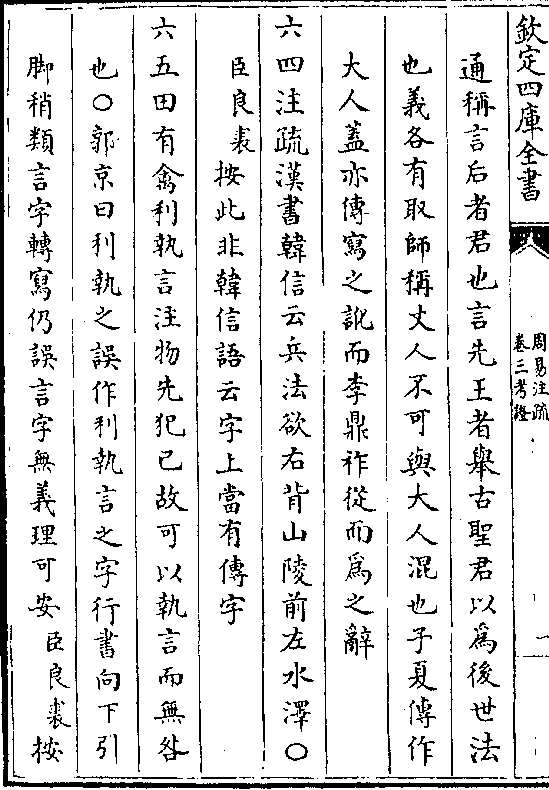 欽定四庫全書
周易注疏
卷三考證
一
通稱言后者君也言先王者舉古聖君以為後世法
也義各有取師稱丈人不可與大人混也子夏傳作
大人蓋亦傳寫之訛而李鼎祚從而為之辭
六四注疏漢書韓信云兵法欲右背山陵前左水澤〇
臣良裘按此非韓信語云字上當有傳字
六五田有禽利執言注物先犯已故可以執言而無咎
也〇郭京曰利執之誤作利執言之字行書向下引
脚稍類言字轉寫仍誤言字無義理可安臣良裘按